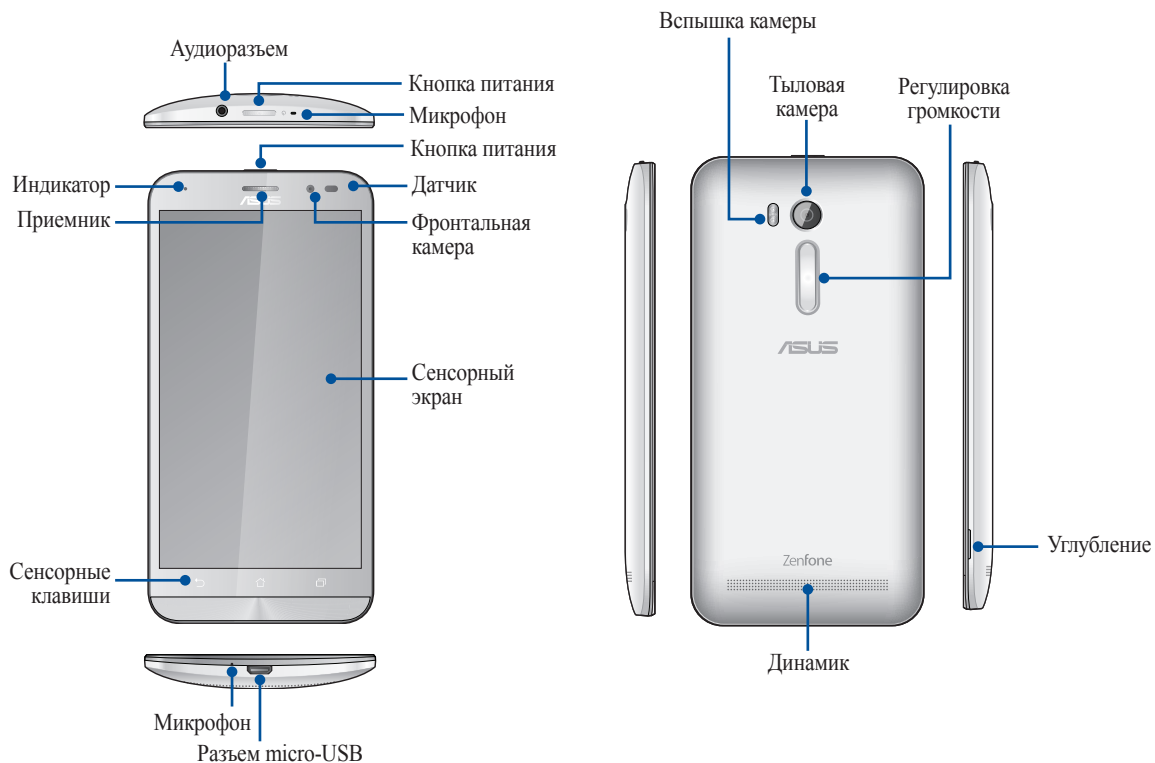 Вспышка камеры
Аудиоразъем
Кнопка питания
Микрофон
Кнопка питания
Тыловая
камера
Регулировка
громкости
Индикатор
Датчик
Приемник
Фронтальная
камера
ASUS
ASUS
Сенсорный
экран
Сенсорные
клавиши
Zenfone
Углубление
Динамик
Микрофон
Разъем micro-USB